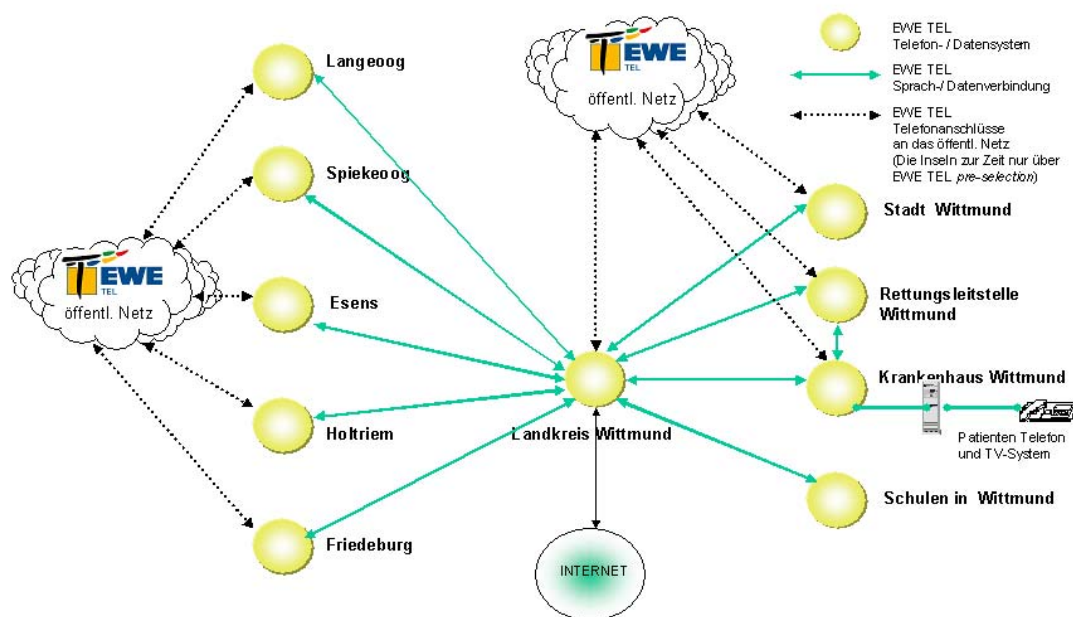 EWE
TEL
öffentl. Netz
Langeoog
Spiekeoog
Esens
Holtriem
Friedeburg
EWE
TEL
öffentl. Netz
Landkreis Wittmund
INTERNET
EWE TEL
Telefon- / Datensystem
EWE TEL
Sprach-/ Datenverbindung
EWE TEL
Telefonanschlüsse
an das öffentl. Netz
(Die Inseln zur Zeit nur über
EWE TEL pre-selection)
Stadt Wittmund
Rettungsleitstelle
Wittmund
Krankenhaus Wittmund
Patienten Telefon
und TV-System
Schulen in Wittmund